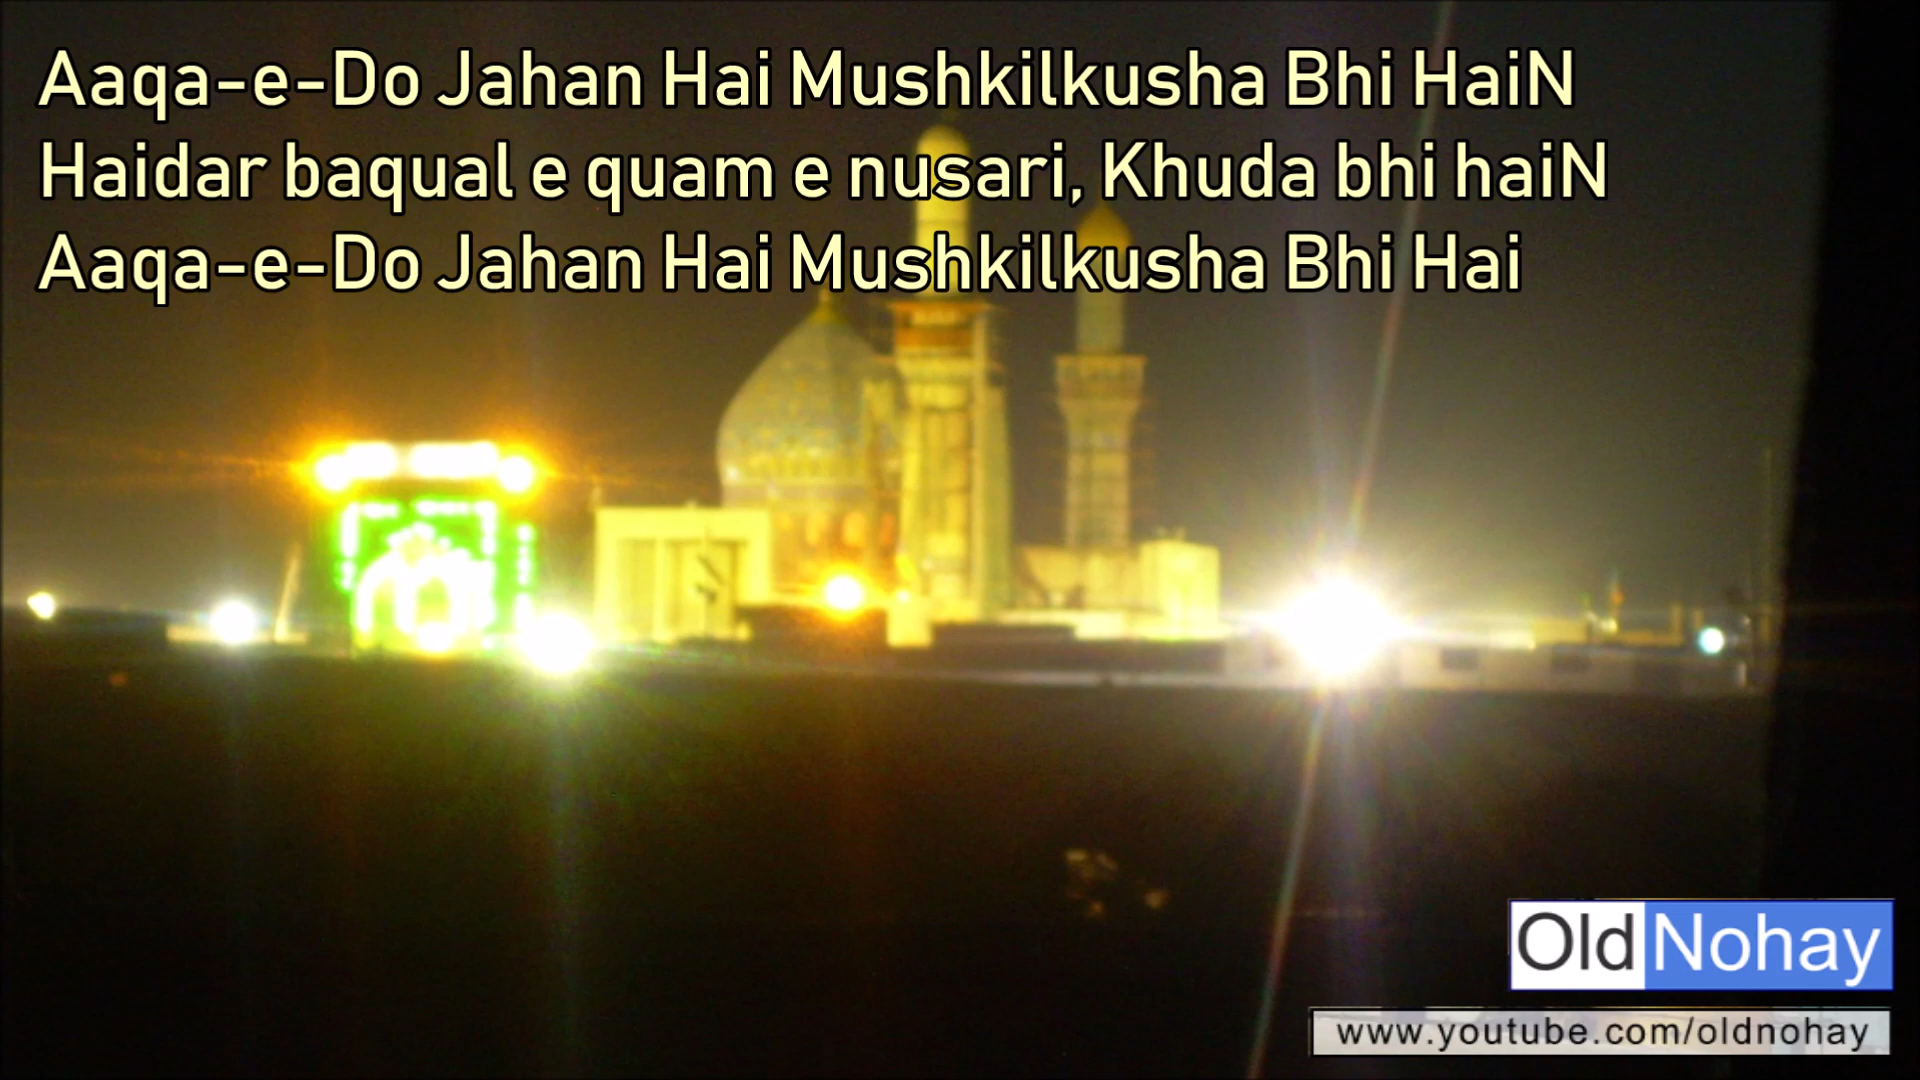 Aaqa-e-Do Jahan Hai Mushkilkusha Bhi HaiN
Haidar baqual e quam e nusari, Khuda bhi haiN
Aaqa-e-Do Jahan Hai Mushkilkusha Bhi Hai
OldNohay
www.youtube.com/oldnohay